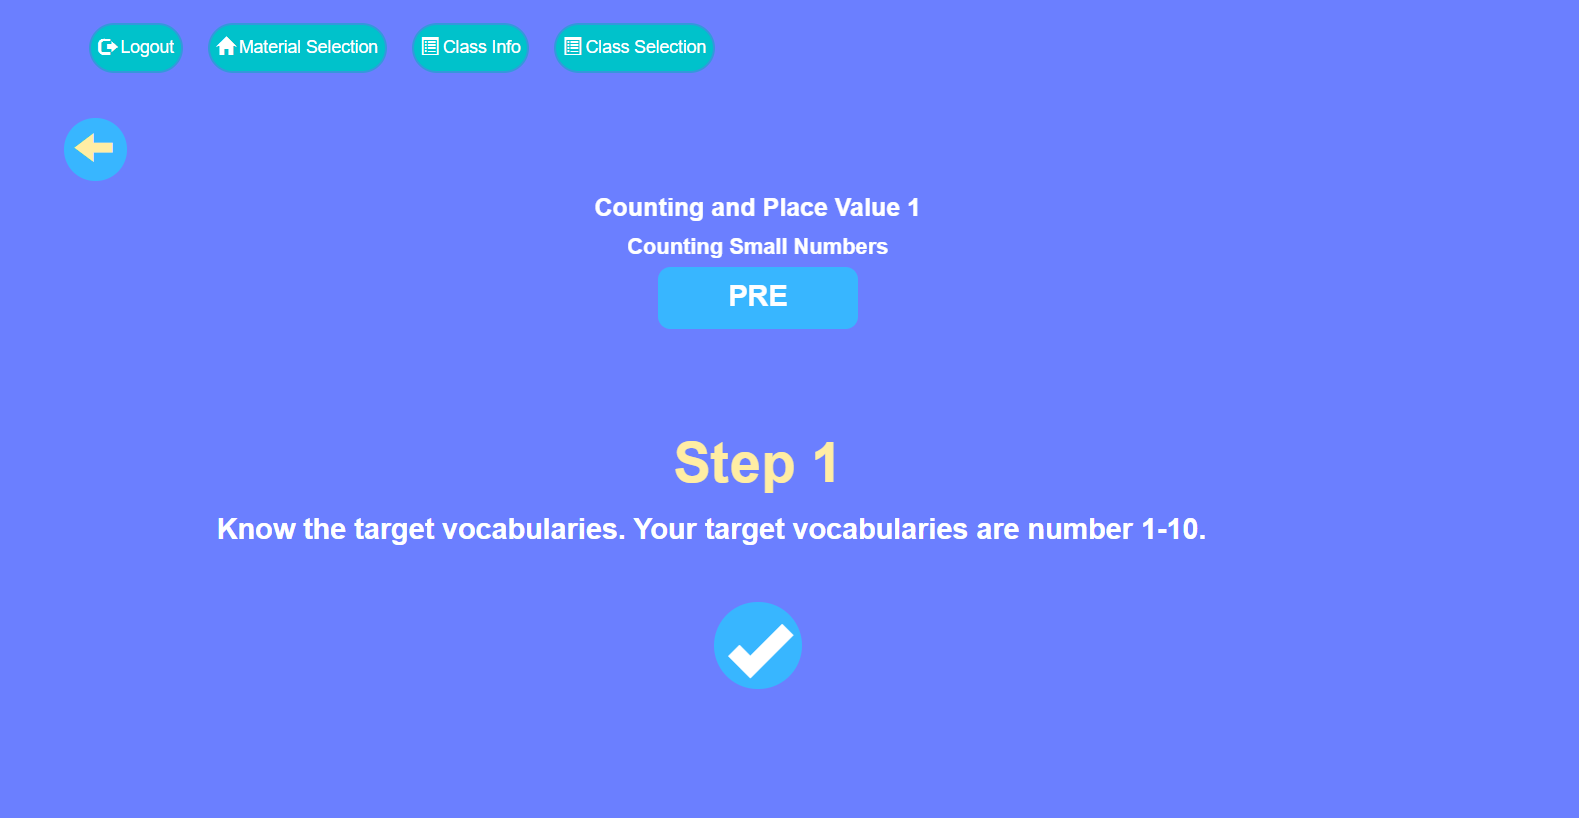 Logout Material Selection Class Info Class Selection
Counting and Place Value 1
Counting Small Numbers
PRE
Step 1
Know the target vocabularies. Your target vocabularies are number 1-10.